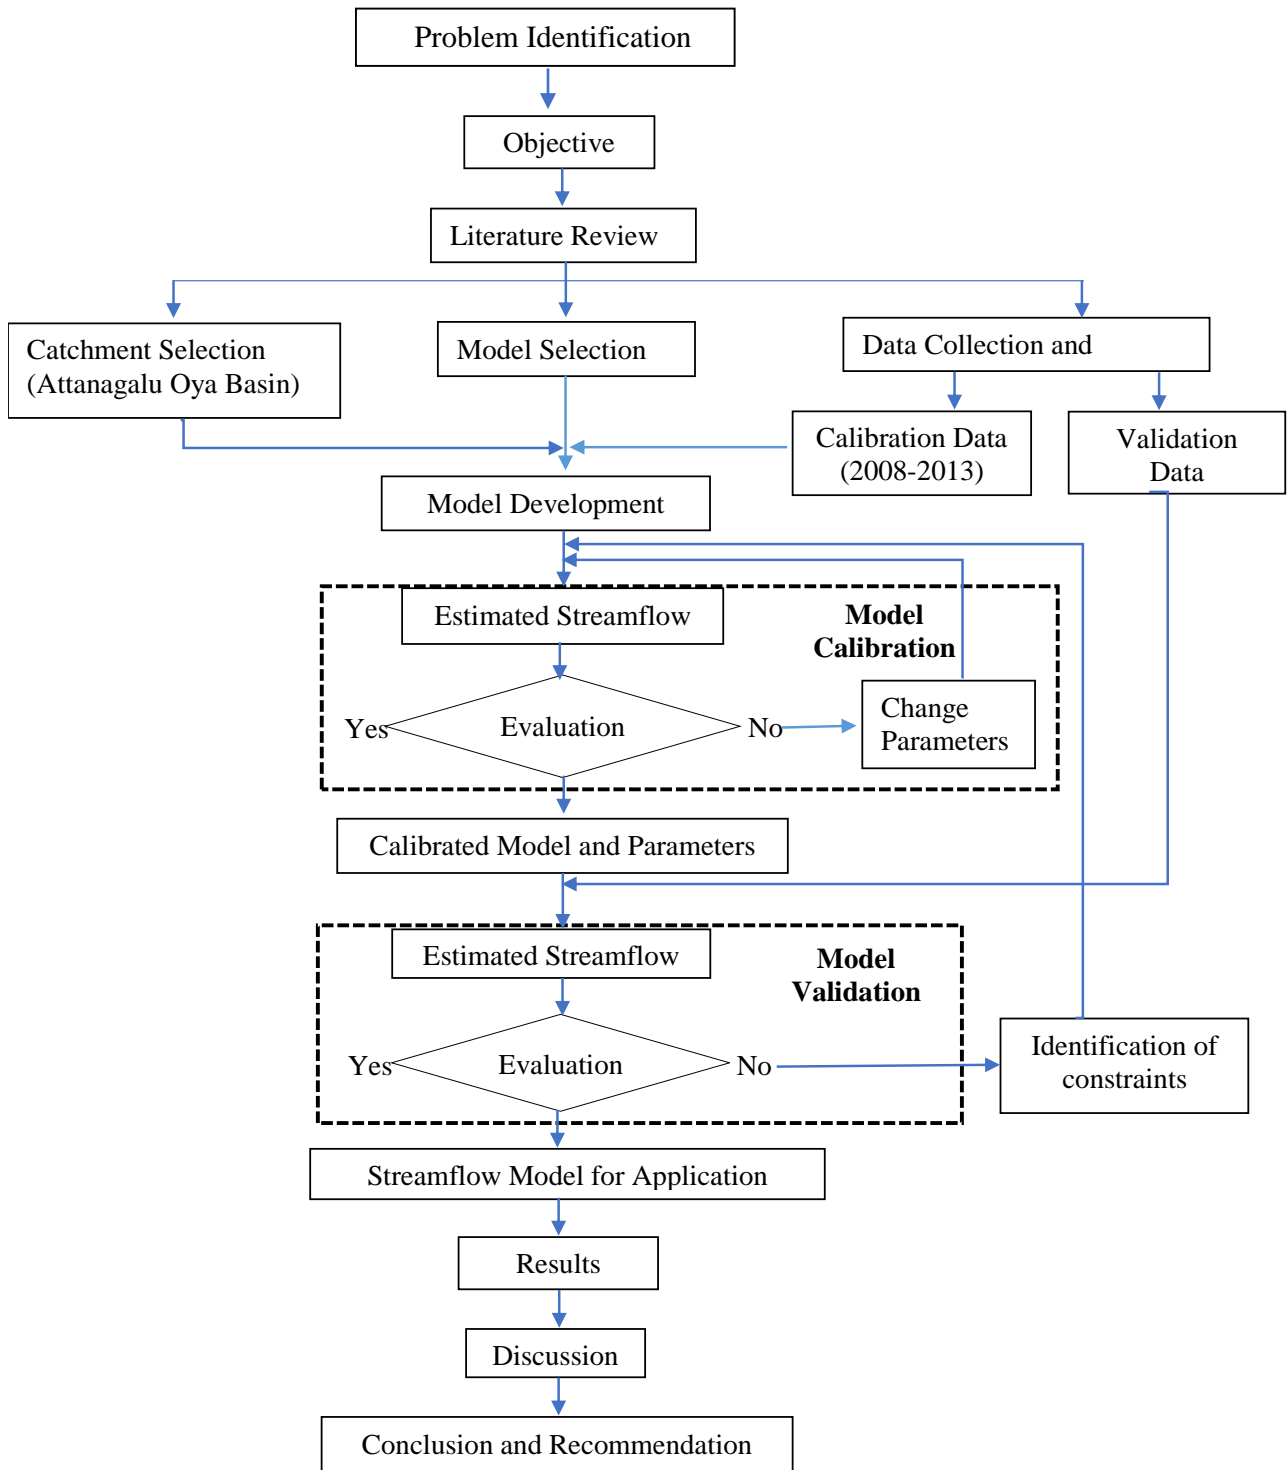 Problem Identification
Objective
Literature Review
Catchment Selection
(Attanagalu Oya Basin)
Model Selection
Data Collection and
Calibration Data
(2008-2013)
Validation
Data
Model Development
Estimated Streamflow
Model
Calibration
Yes
Evaluation
No
Change
Parameters
Calibrated Model and Parameters
Estimated Streamflow
Model
Validation
Yes
Evaluation
No
Identification of
constraints
Streamflow Model for Application
Results
Discussion
Conclusion and Recommendation